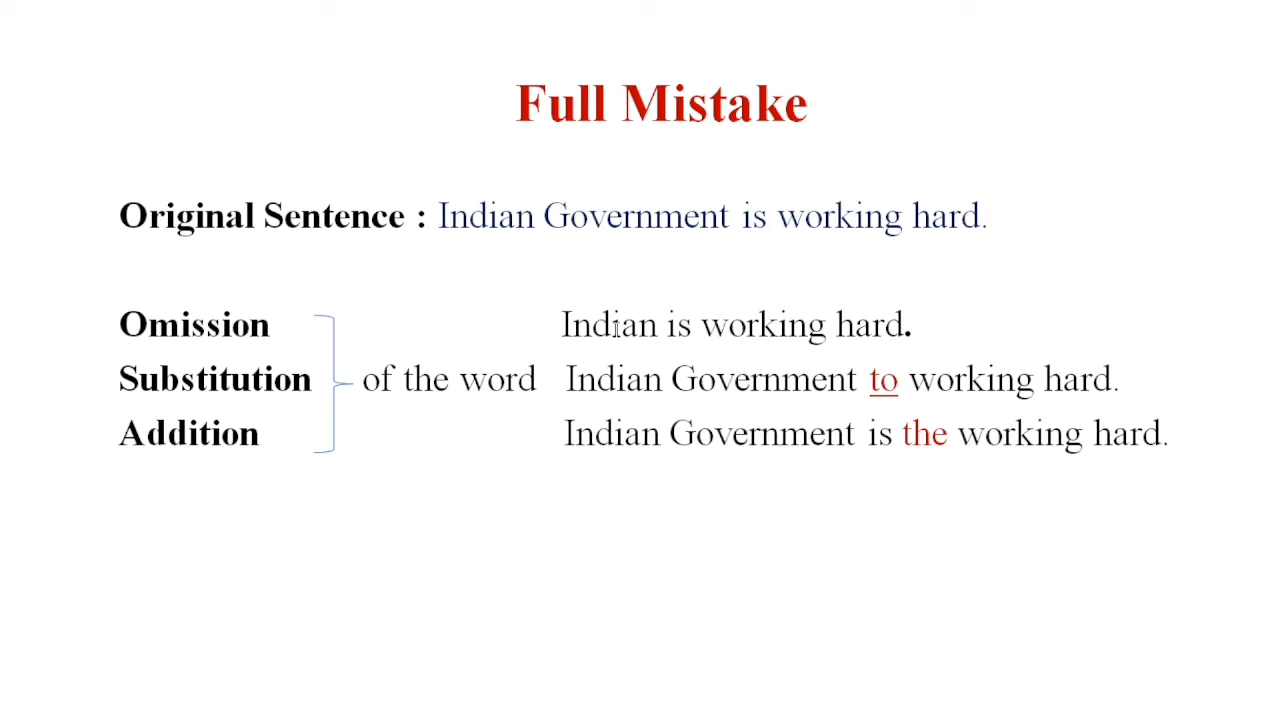 Full Mistake
Original Sentence : Indian Government is working hard.
Omission Indian is working hard.
Substitution of the word Indian Government to working hard.
Addition Indian Government is the working hard.